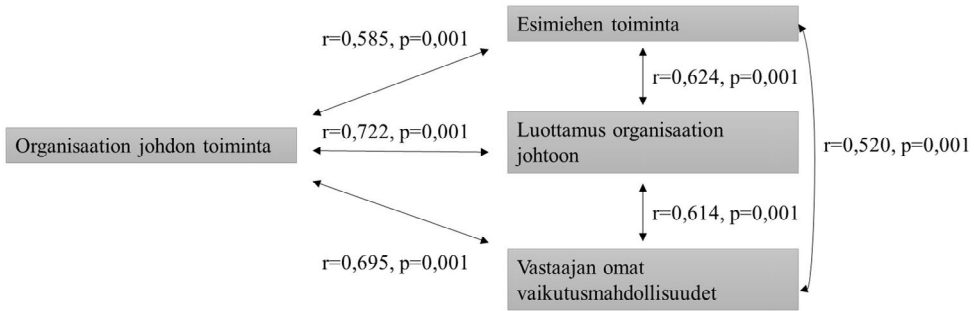 Esimiehen toiminta
r=0,585, p=0,001
r=0,624, p=0,001
Organisaation johdon toiminta
r=0,722, p=0,001
Luottamus organisaation
johtoon
r=0,520, p=0,001
r=0,614, p=0,001
r=0,695, p=0,001
Vastaajan omat
vaikutusmahdollisuudet